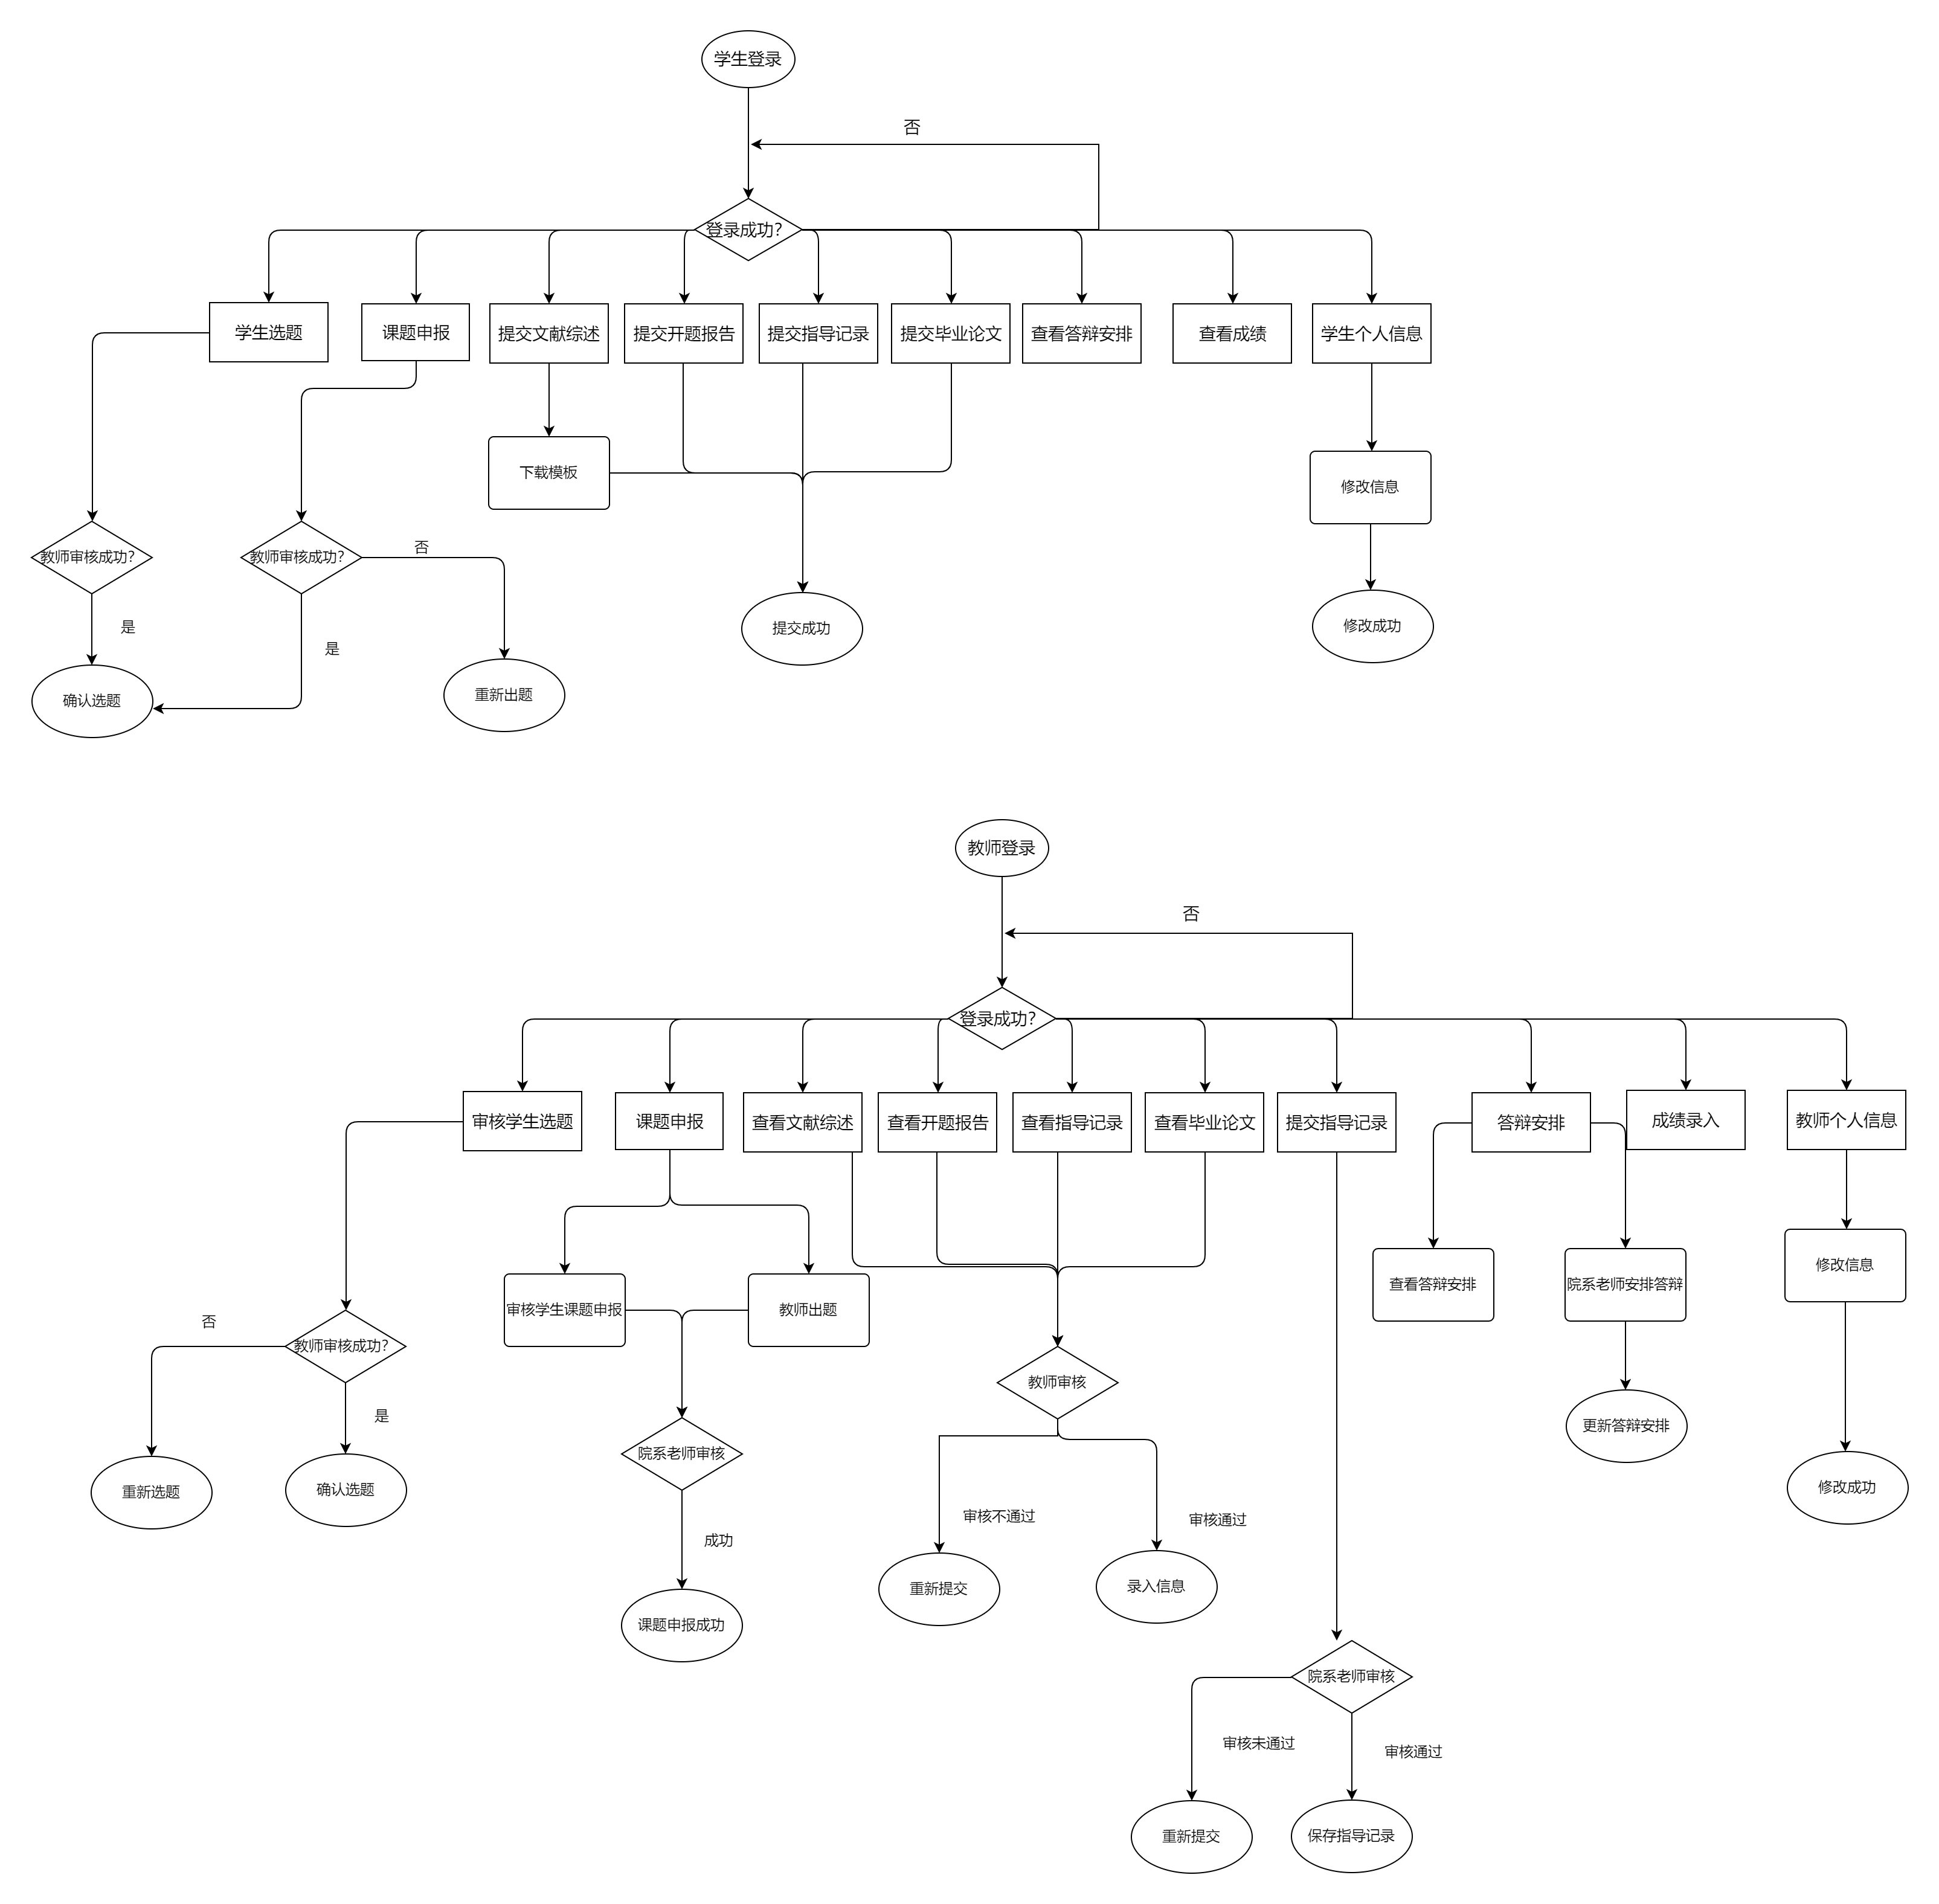 学生登录
否
登录成功?
学生选题
课题申报
提交文献综述
提交开题报告
提交指导记录
提交毕业论文
查看答辩安排
查看成绩
学生个人信息
下载模板
修改信息
教师审核成功?
教师审核成功?
否
是
是
提交成功
修改成功
确认选题
重新出题
教师登录
否
登录成功?
审核学生选题
课题申报
查看文献综述
查看开题报告
查看指导记录
查看毕业论文
提交指导记录
答辩安排
成绩录入
教师个人信息
审核学生课题申报
教师出题
查看答辩安排
院系老师安排答辩
修改信息
否
教师审核成功?
教师审核
是
院系老师审核
更新答辩安排
重新选题
确认选题
修改成功
审核不通过
审核通过
成功
重新提交
录入信息
课题申报成功
院系老师审核
审核未通过
审核通过
重新提交
保存指导记录